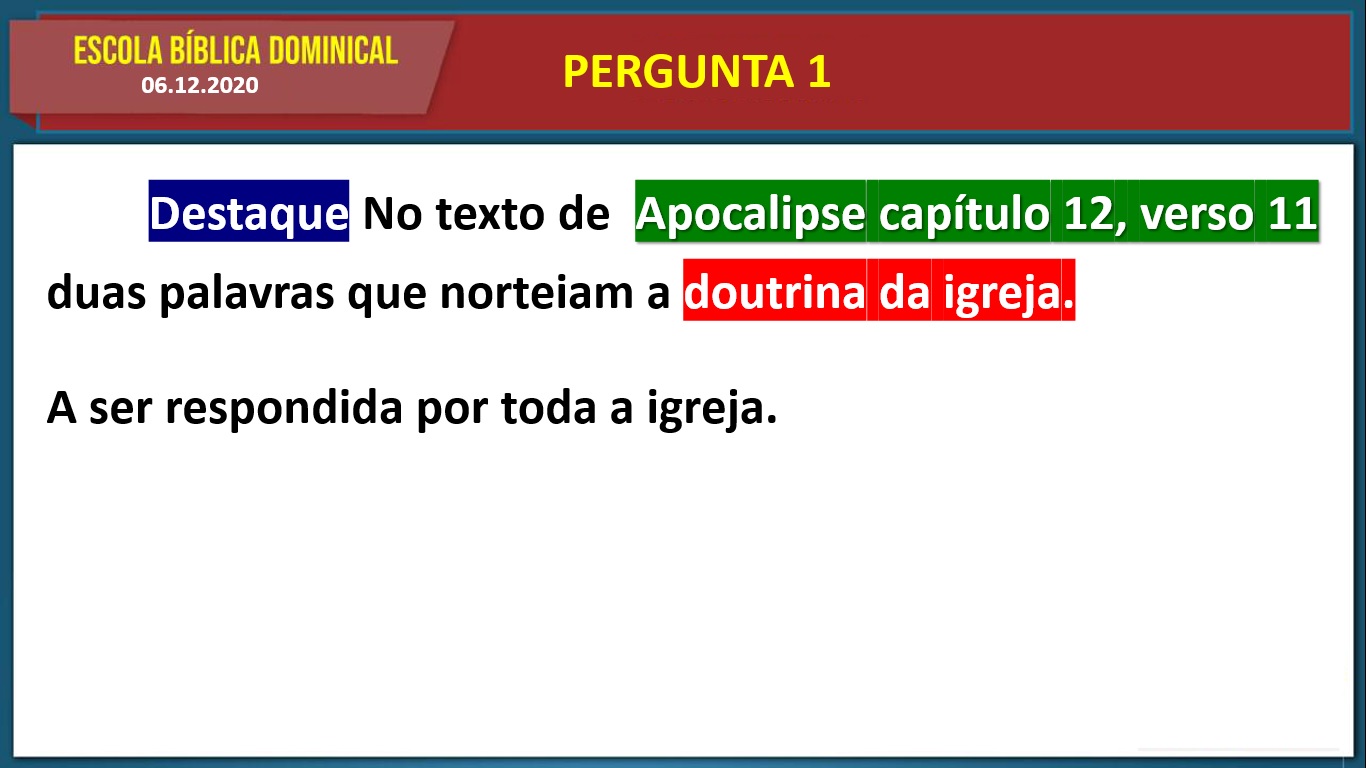 ESCOLA BÍBLICA DOMINICAL
06.12.2020
PERGUNTA 1
Destaque No texto de Apocalipse capítulo 12, verso 11
duas palavras que norteiam a doutrina da igreja.
A ser respondida por toda a igreja.